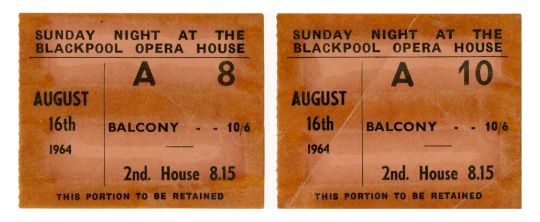 SUNDAY NIGHT AT THE
BLACKPOOL OPERA HOUSE
A 8
AUGUST
16th
1964
BALCONY - - 10/6
2nd. House 8.15
THIS PORTION TO BE RETAINED
SUNDAY NIGHT AT THE
BLACKPOOL OPERA HOUSE
A 10
AUGUST
16th
1964
BALCONY - - 10/6
2nd. House 8.15
THIS PORTION TO BE RETAINED